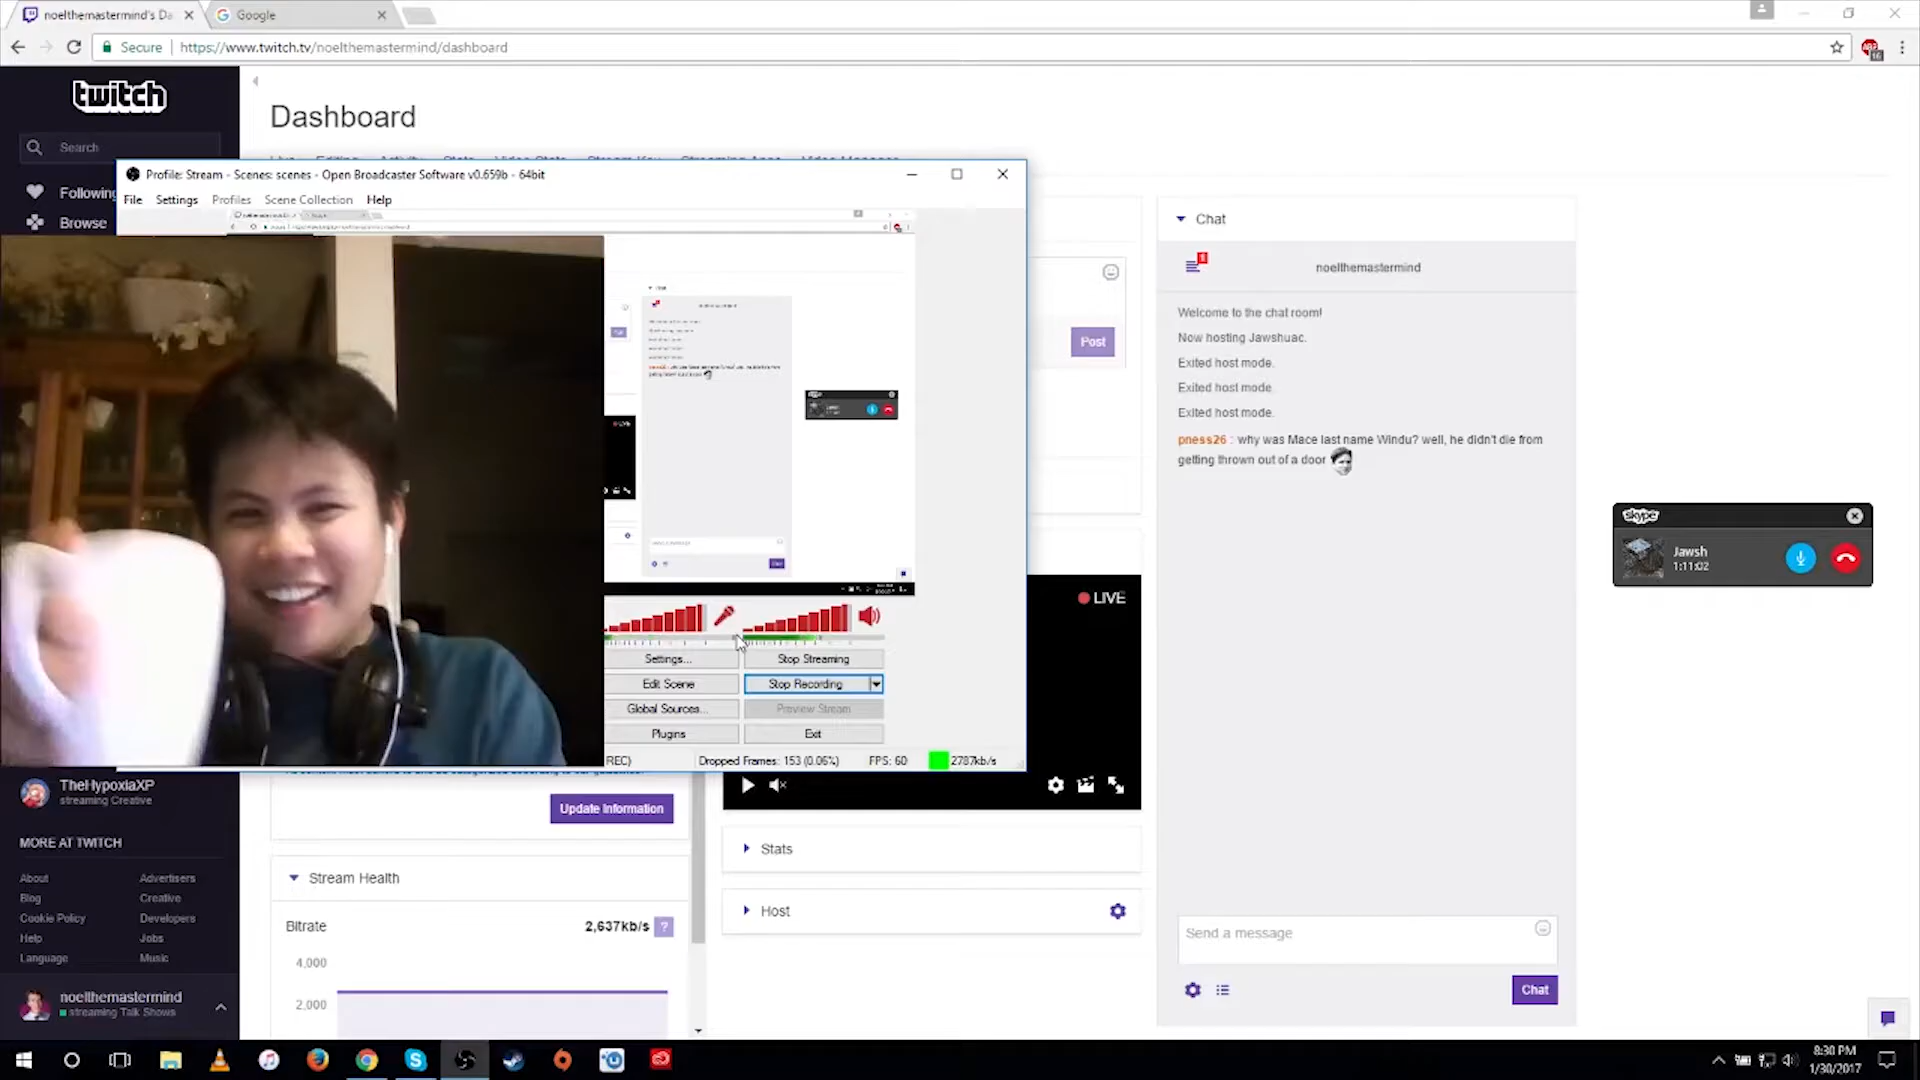 noelthemastermind's Da
Google
Secure
https://www.twitch.tv/noelthemastermind/dashboard
twitch
Search
Following
Browse
Dashboard
Profile: Stream - Scenes: scenes - Open Broadcaster Software v0.659b - 64bit
File Settings Profiles Scene Collection Help
Settings...
Stop Streaming
Edit Scene
Stop Recording
Global Sources...
Preview Stream
Plugins
Exit
REC)
Dropped Frames: 153 (0.06%)
FPS: 60
2787kb/s
Post
LIVE
Chat
1
noelthemastermind
Welcome to the chat room!
Now hosting Jawshuac.
Exited host mode.
Exited host mode.
Exited host mode.
pness26 : why was Mace last name Windu? well, he didn't die from
getting thrown out of a door
skype
Jawsh
1:11:02
TheHypoxiaXP
streaming Creative
MORE AT TWITCH
About
Advertisers
Blog
Creative
Cookie Policy
Developers
Help
Jobs
Language
Music
noelthemastermind
streaming Talk Shows
Update Information
Stream Health
Bitrate
2,637kb/s
?
4,000
2,000
Stats
Host
Send a message
Chat
8:30 PM
1/30/2017